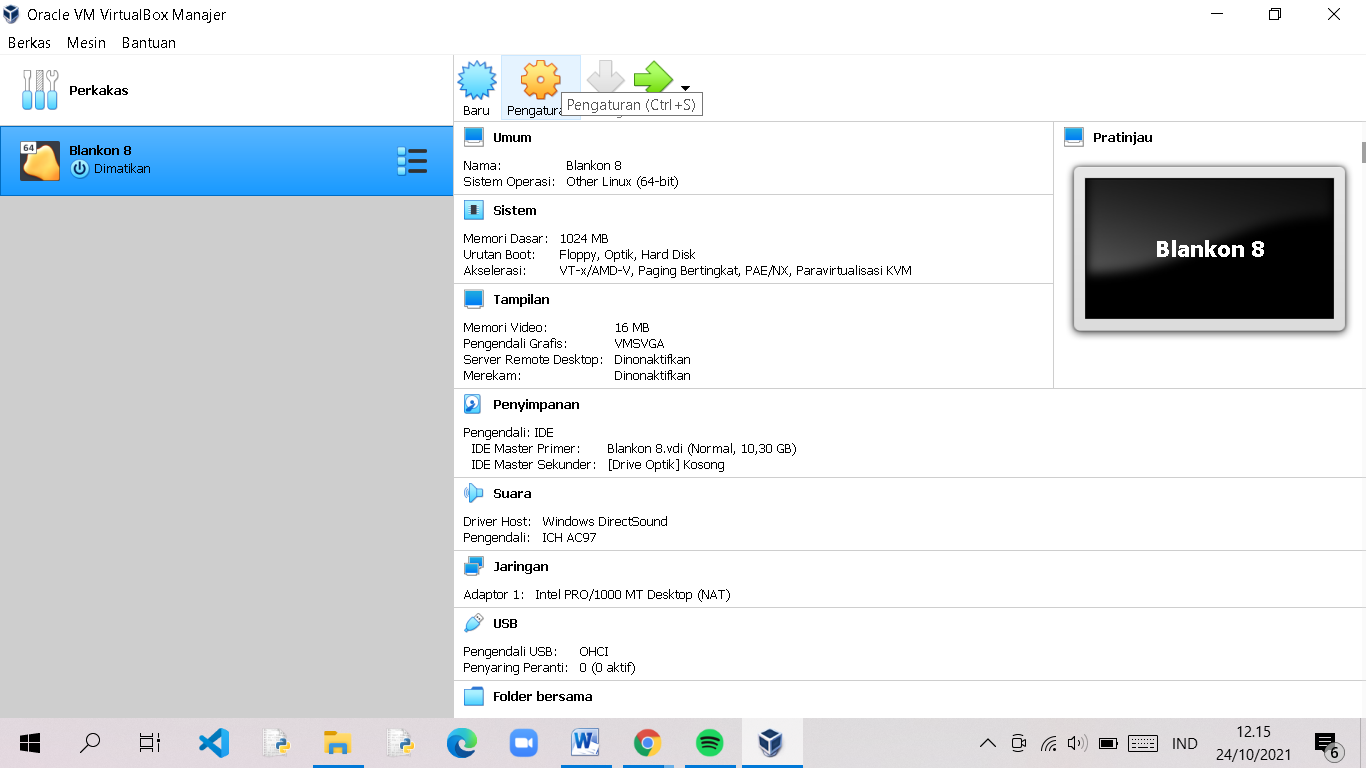 Oracle VM VirtualBox Manajer
Berkas Mesin Bantuan
Perkakas
Baru
Pengaturan (Ctrl+S)
64
Blankon 8
Dimatikan
Umum
Nama: Blankon 8
Sistem Operasi: Other Linux (64-bit)
Sistem
Memori Dasar: 1024 MB
Urutan Boot: Floppy, Optik, Hard Disk
Akselerasi: VT-x/AMD-V, Paging Bertingkat, PAE/NX, Paravirtualisasi KVM
Tampilan
Memori Video: 16 MB
Pengendali Grafis: VMSVGA
Server Remote Desktop: Dinonaktifkan
Merekam: Dinonaktifkan
Pratinjau
Blankon 8
Penyimpanan
Pengendali: IDE
IDE Master Primer: Blankon 8.vdi (Normal, 10,30 GB)
IDE Master Sekunder: [Drive Optik] Kosong
Suara
Driver Host: Windows DirectSound
Pengendali: ICH AC97
Jaringan
Adaptor 1: Intel PRO/1000 MT Desktop (NAT)
USB
Pengendali USB: OHCI
Penyaring Peranti: 0 (0 aktif)
Folder bersama
IND
12.15
24/10/2021
6